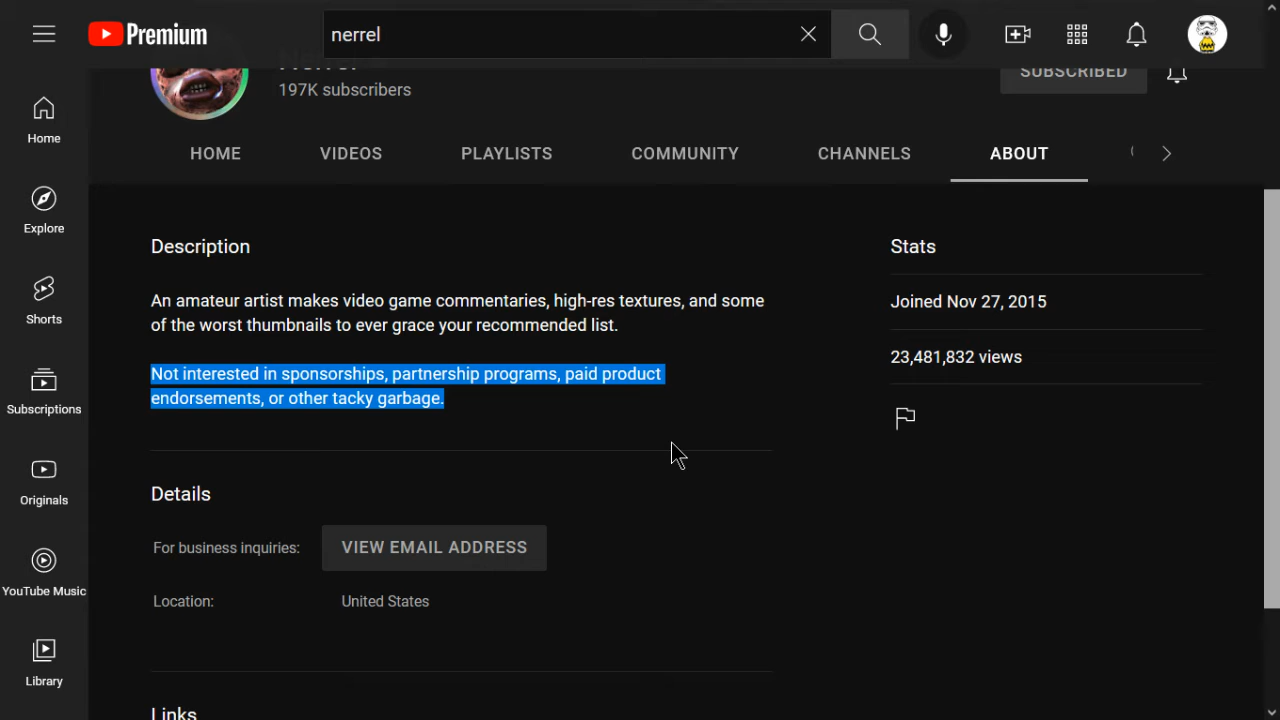 Premium
nerrel
197K subscribers
SUBSCRIBED
HOME VIDEOS PLAYLISTS COMMUNITY CHANNELS ABOUT
Home
Explore
Shorts
Subscriptions
Originals
YouTube Music
Library
Description
An amateur artist makes video game commentaries, high-res textures, and some
of the worst thumbnails to ever grace your recommended list.
Not interested in sponsorships, partnership programs, paid product
endorsements, or other tacky garbage.
Details
For business inquiries: VIEW EMAIL ADDRESS
Location: United States
Links
Stats
Joined Nov 27, 2015
23,481,832 views